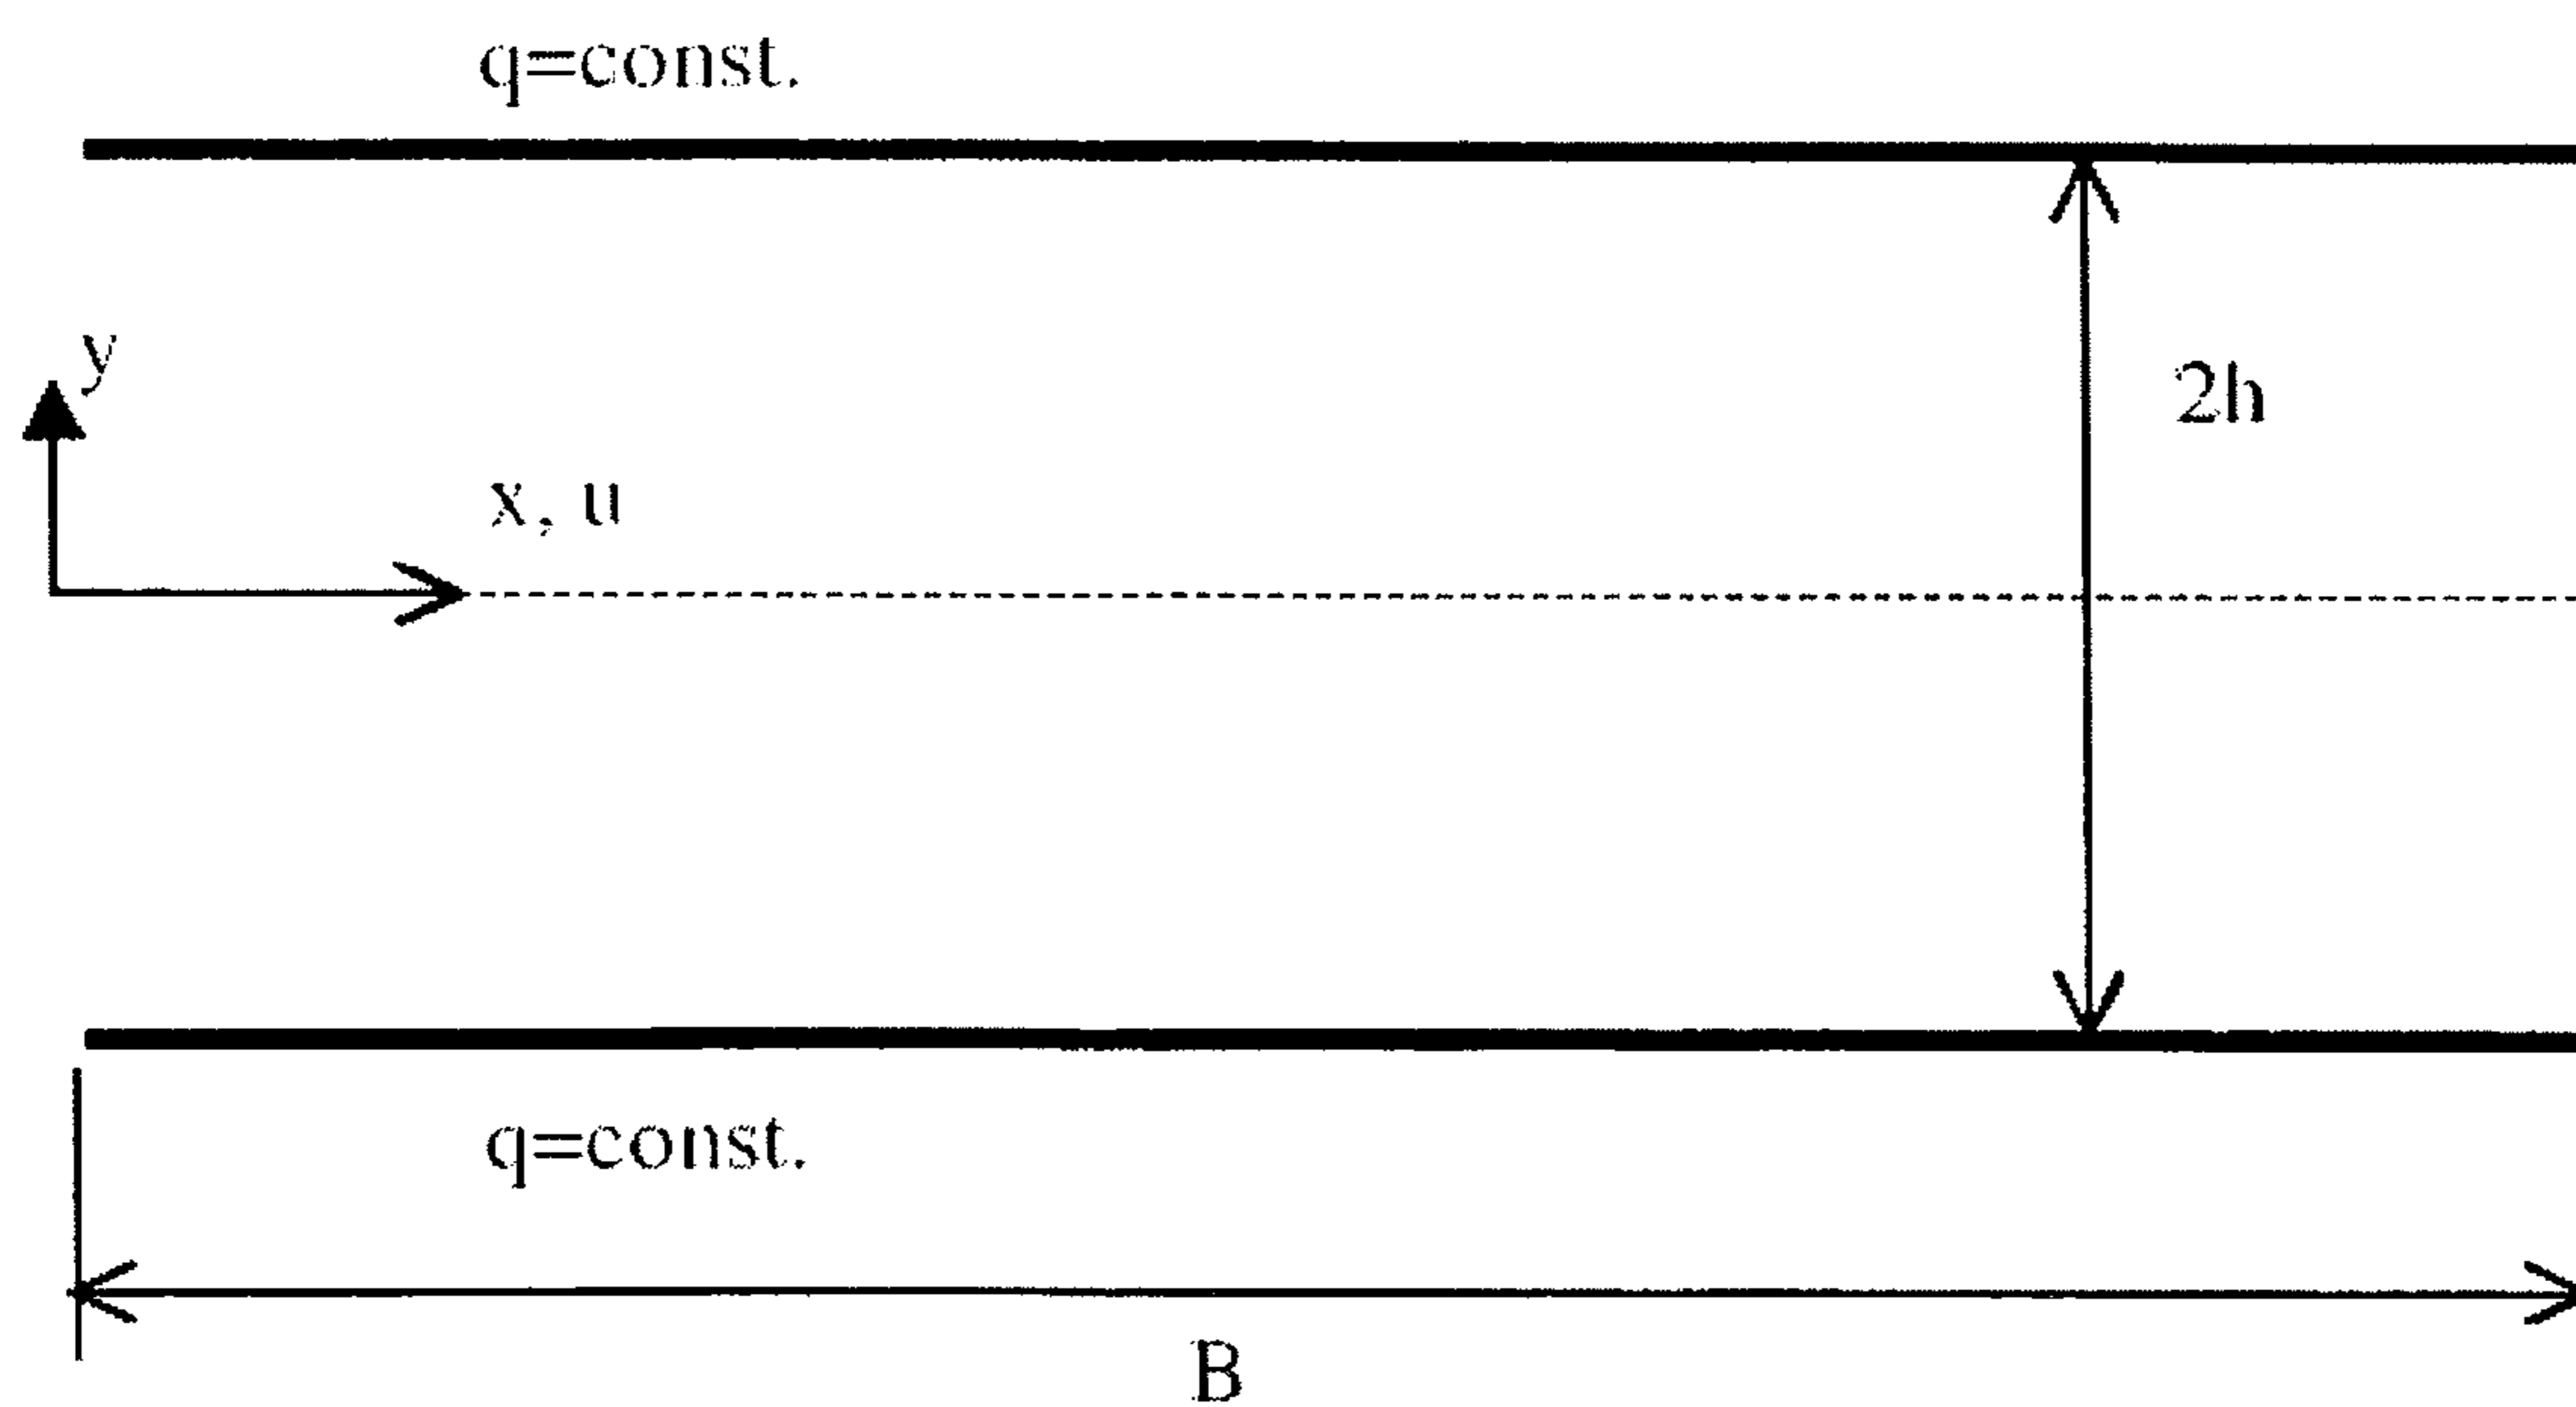 q=const.
y
2h
x, u
q=const.
B